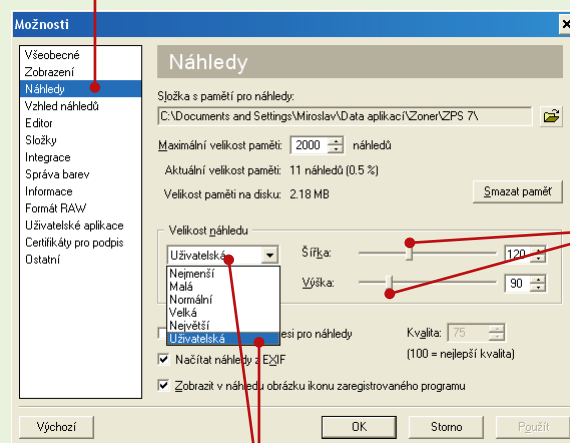 Možnosti
Všeobecné
Zobrazení
Náhledy
Vzhled náhledů
Editor
Složky
Integrace
Správa barev
Informace
Formát RAW
Uživatelské aplikace
Certifikáty pro podpis
Ostatní
Náhledy
Složka s pamětí pro náhledy:
C:\Documents and Settings\Miroslav\Data aplikací\Zoner\ZPS 7\
Maximální velikost paměti: 2000 náhledů
Aktuální velikost paměti: 11 náhledů (0.5 %)
Velikost paměti na disku: 2.18 MB
Smazat paměť
Velikost náhledu
Uživatelská
Šířka: 120
Nejmenší
Malá
Normální
Velká
Největší
Uživatelská
Výška: 90
esi pro náhledy
Kvalita: 75
(100 = nejlepší kvalita)
Načítat náhledy z EXIF
Zobrazit v náhledu obrázku ikonu zaregistrovaného programu
Výchozí
OK
Storno
Použít